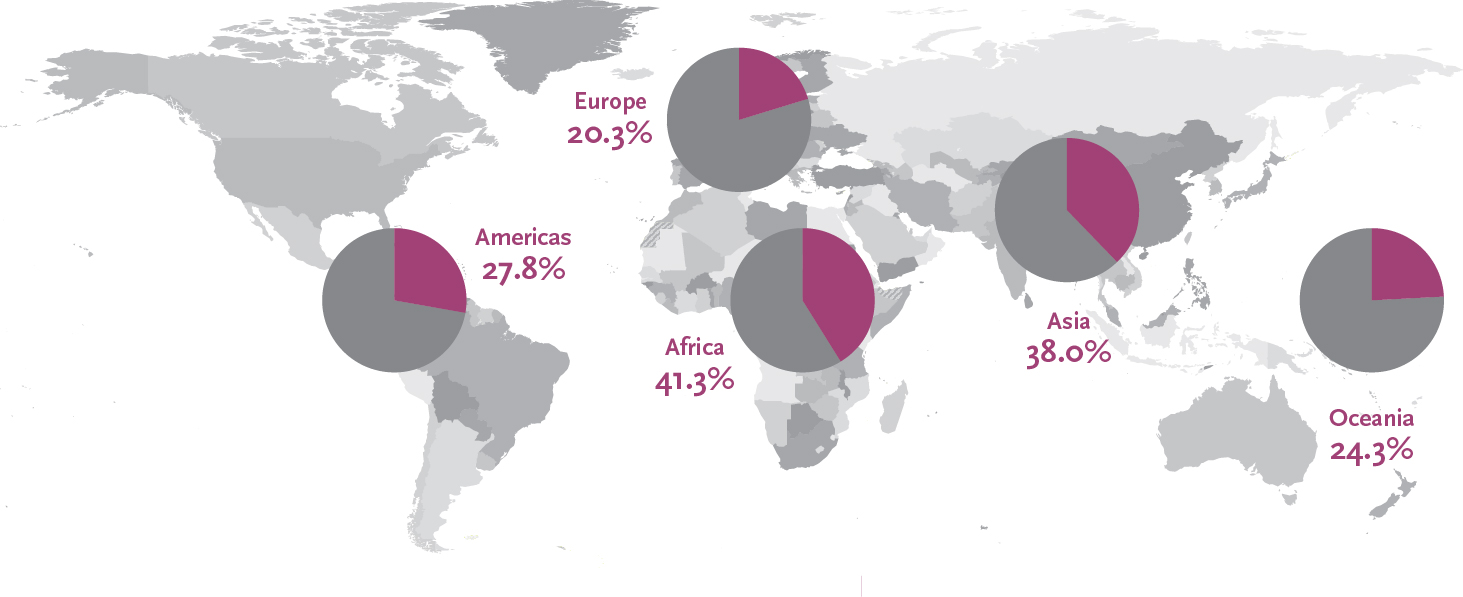 Europe
20.3%
Americas
27.8%
Africa
41.3%
Asia
38.0%
Oceania
24.3%